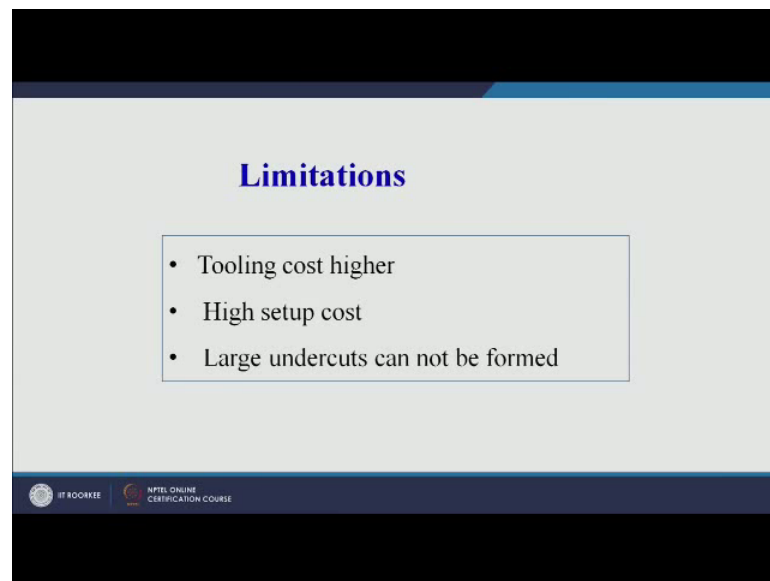 Limitations
• Tooling cost higher
• High setup cost
• Large undercuts can not be formed
IIT ROORKEE
NPTEL ONLINE
CERTIFICATION COURSE